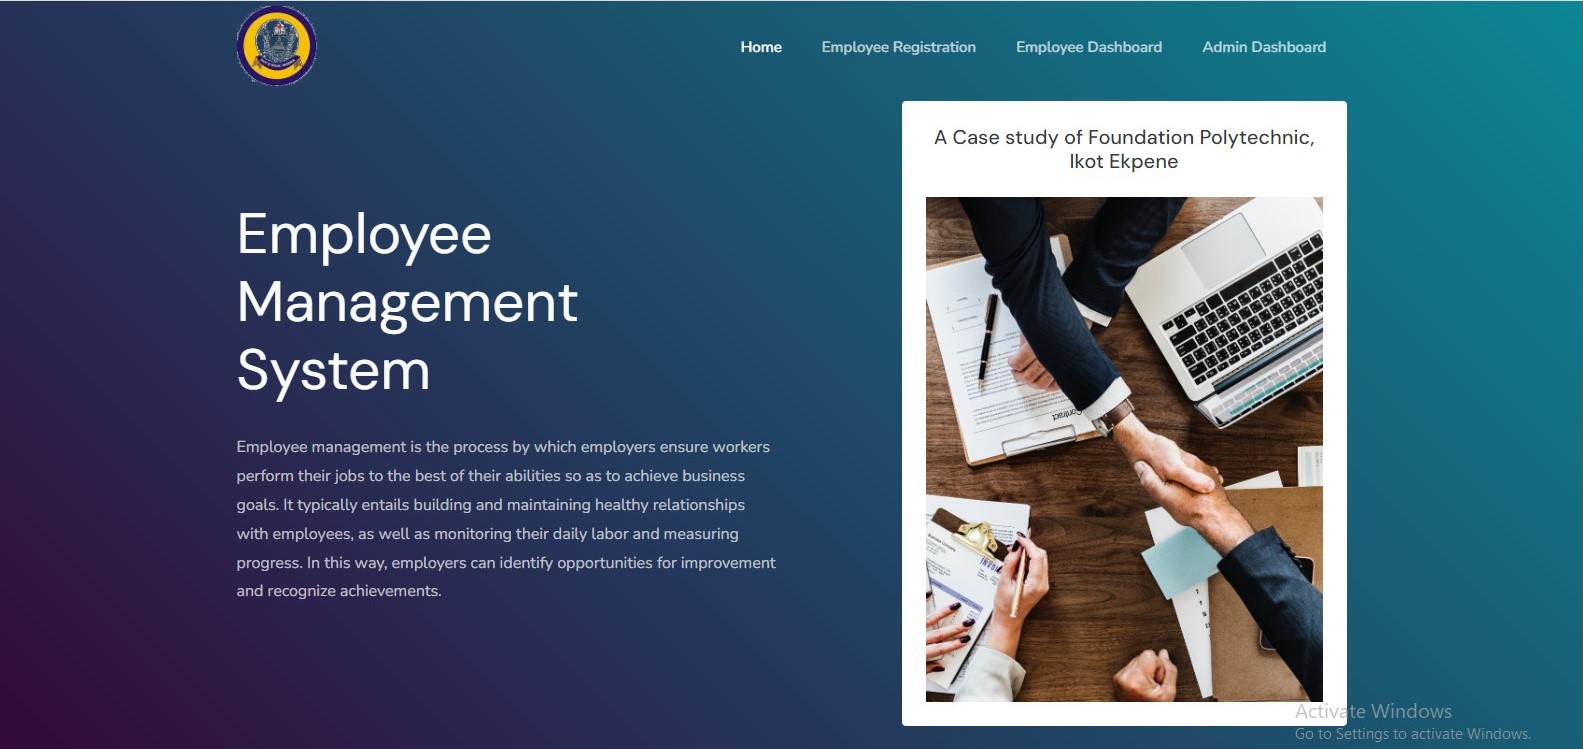 Home Employee Registration Employee Dashboard Admin Dashboard
A Case study of Foundation Polytechnic,
Ikot Ekpene
Employee
Management
System
Employee management is the process by which employers ensure workers
perform their jobs to the best of their abilities so as to achieve business
goals. It typically entails building and maintaining healthy relationships
with employees, as well as monitoring their daily labor and measuring
progress. In this way, employers can identify opportunities for improvement
and recognize achievements.
Contract
Activate Windows
Go to Settings to activate Windows.